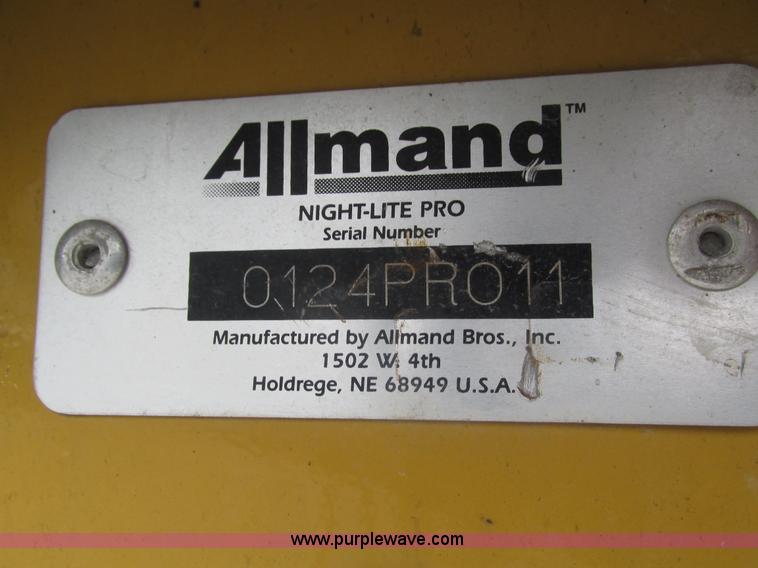 Allmand™
NIGHT-LITE PRO
Serial Number
0124PRO11
Manufactured by Allmand Bros., Inc.
1502 W. 4th
Holdrege, NE 68949 U.S.A.
www.purplewave.com